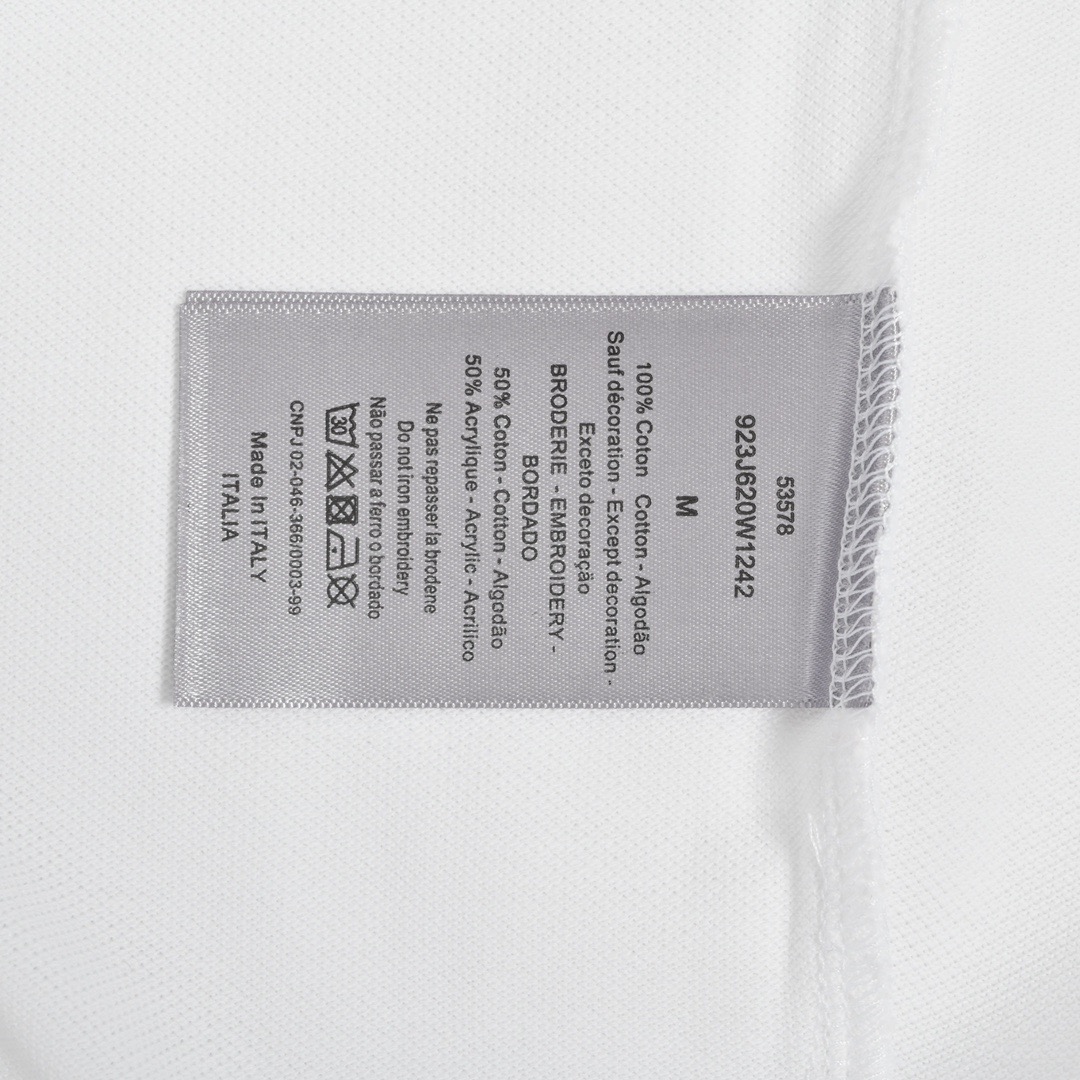 53578
923J620W1242
M
100% Coton Cotton - Algodão
Sauf décoration - Except decoration -
Exceto decoração
BRODERIE - EMBROIDERY -
BORDADO
50% Coton - Cotton - Algodão
50% Acrylique - Acrylic - Acrilico
Ne pas repasser la brodene
Do not iron embroidery
Não passar a ferro o bordado
30
CNPJ 02-046-366/0003-99
Made In ITALY
ITALIA